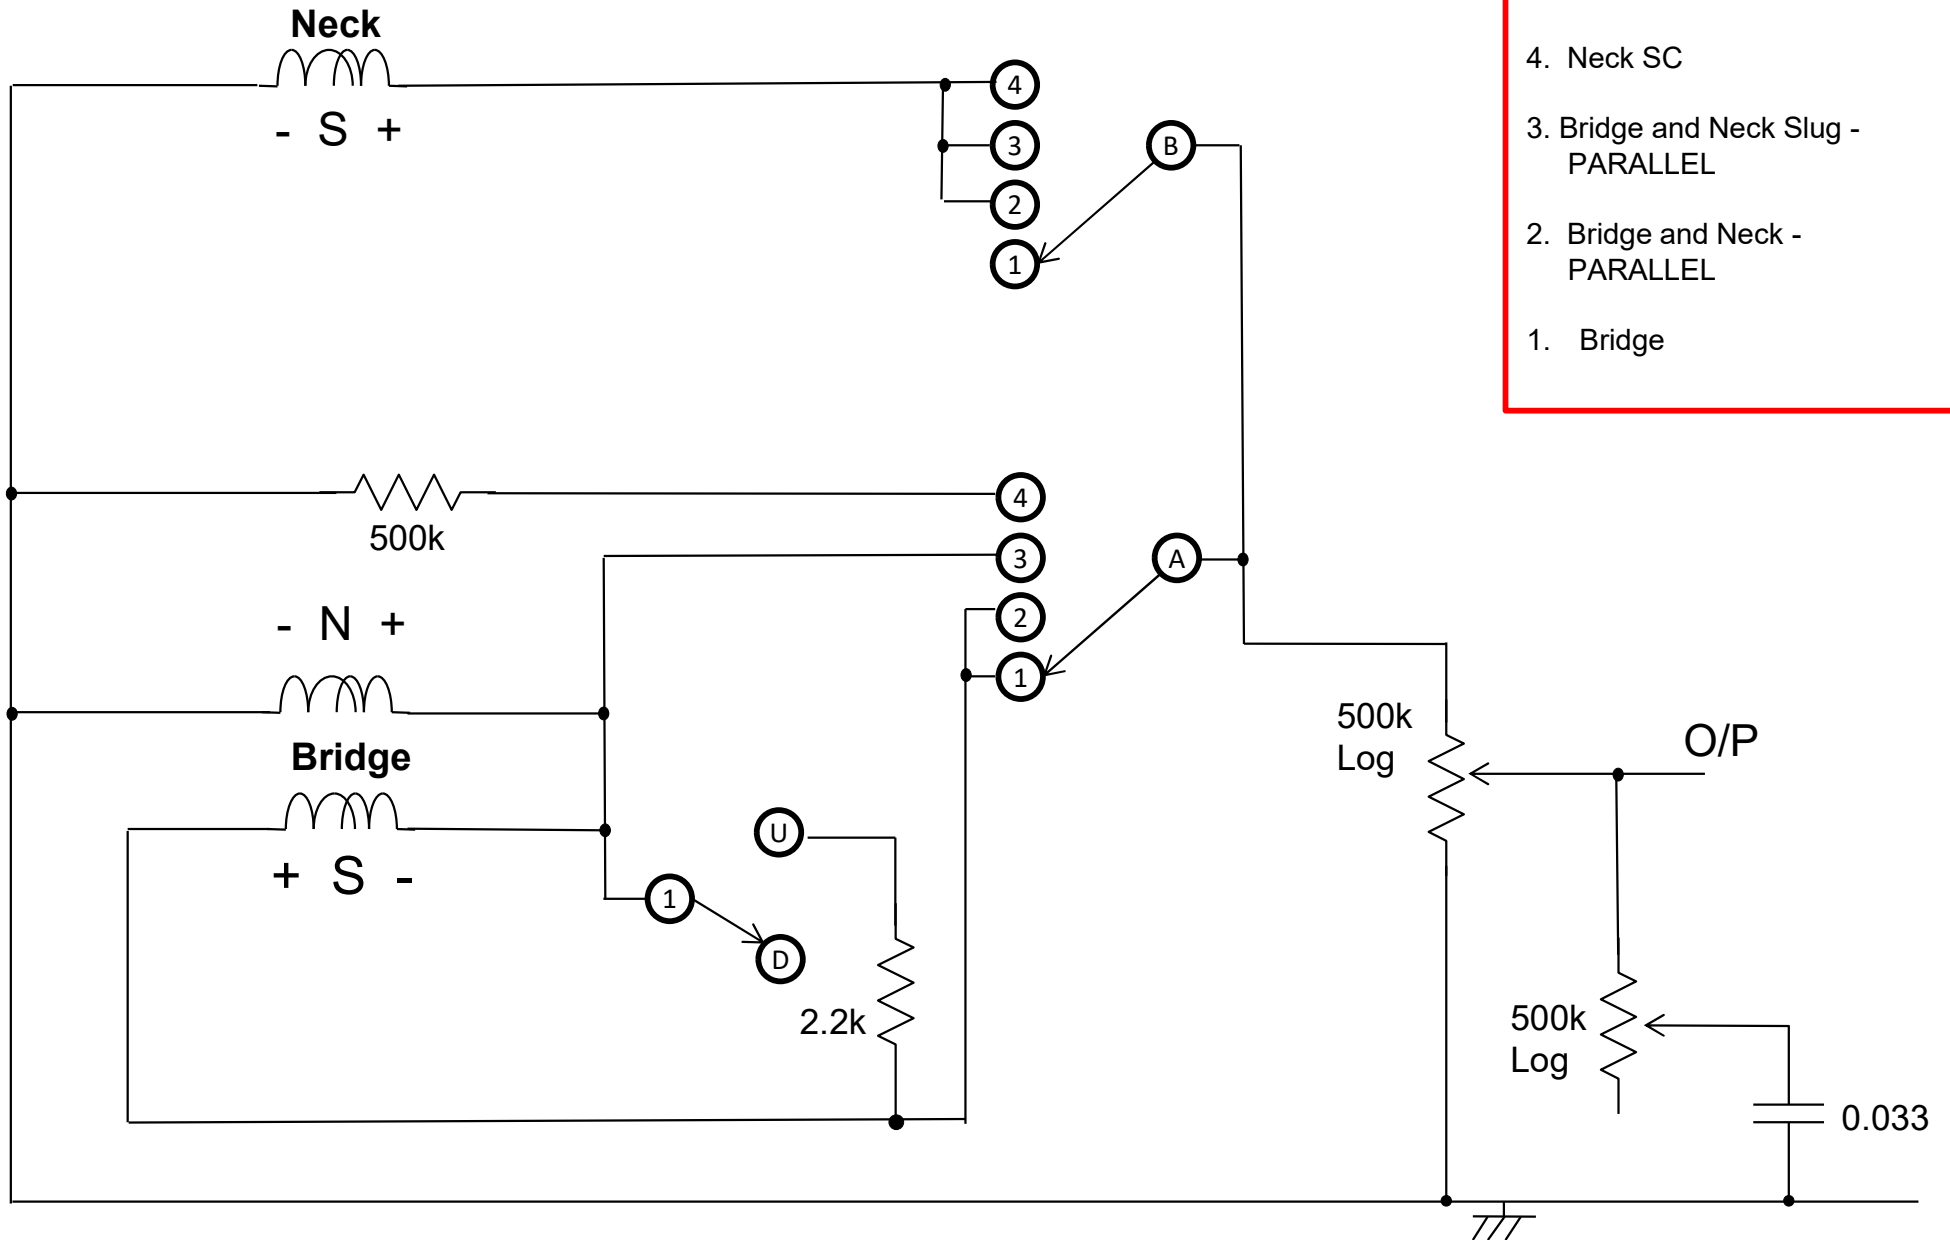 Neck
- S +
4
3
2
1
B
4. Neck SC
3. Bridge and Neck Slug -
PARALLEL
2. Bridge and Neck -
PARALLEL
1. Bridge
500k
4
3
2
1
A
- N +
Bridge
+ S -
1
U
D
2.2k
500k
Log
O/P
500k
Log
0.033